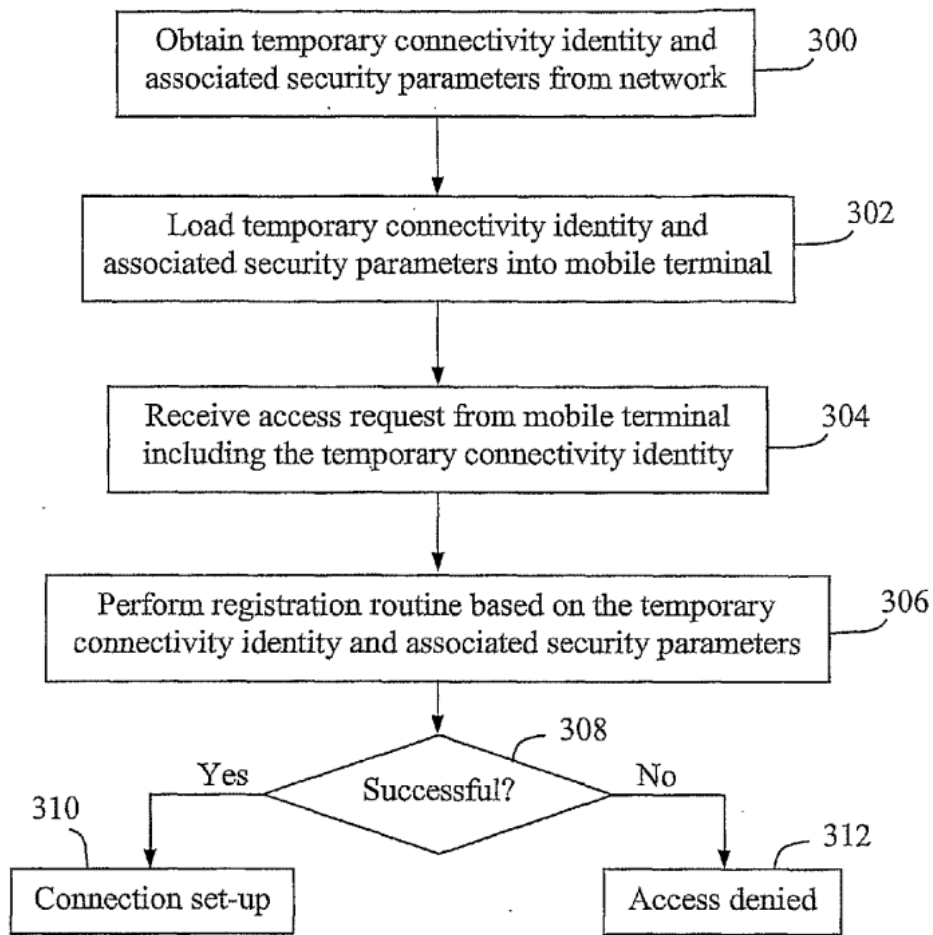 Obtain temporary connectivity identity and
associated security parameters from network
300
Load temporary connectivity identity and
associated security parameters into mobile terminal
302
Receive access request from mobile terminal
including the temporary connectivity identity
304
Perform registration routine based on the temporary
connectivity identity and associated security parameters
306
308
Yes
Successful?
No
310
312
Connection set-up
Access denied